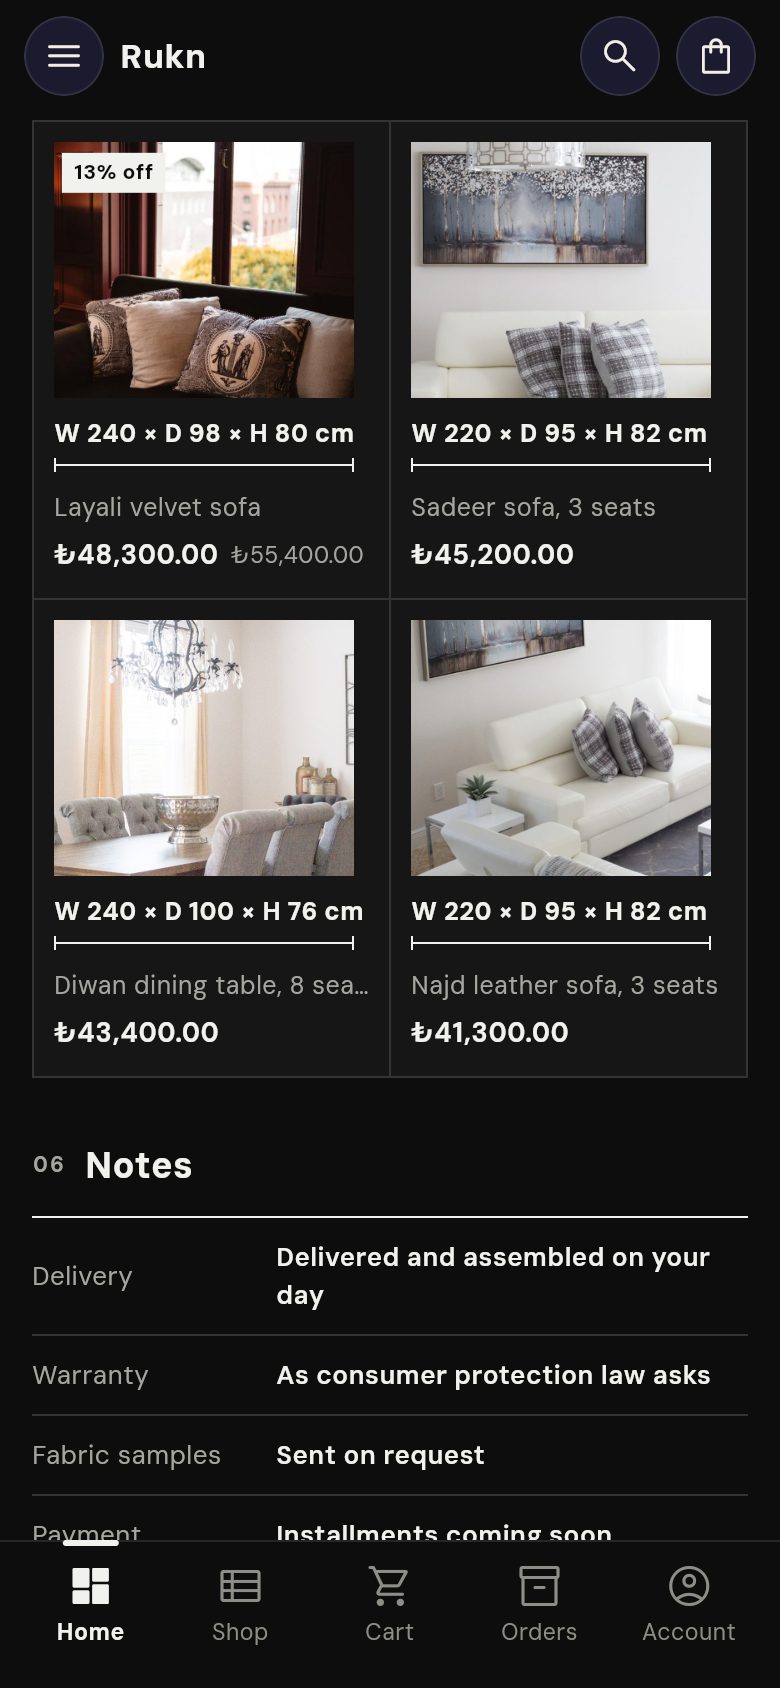 Rukn
13% off
W 240 × D 98 × H 80 cm
Layali velvet sofa
₺48,300.00 ₺55,400.00
W 220 × D 95 × H 82 cm
Sadeer sofa, 3 seats
₺45,200.00
W 240 × D 100 × H 76 cm
Diwan dining table, 8 sea…
₺43,400.00
W 220 × D 95 × H 82 cm
Najd leather sofa, 3 seats
₺41,300.00
06 Notes
Delivery
Delivered and assembled on your
day
Warranty
As consumer protection law asks
Fabric samples
Sent on request
Payment
Installments coming soon
Home
Shop
Cart
Orders
Account